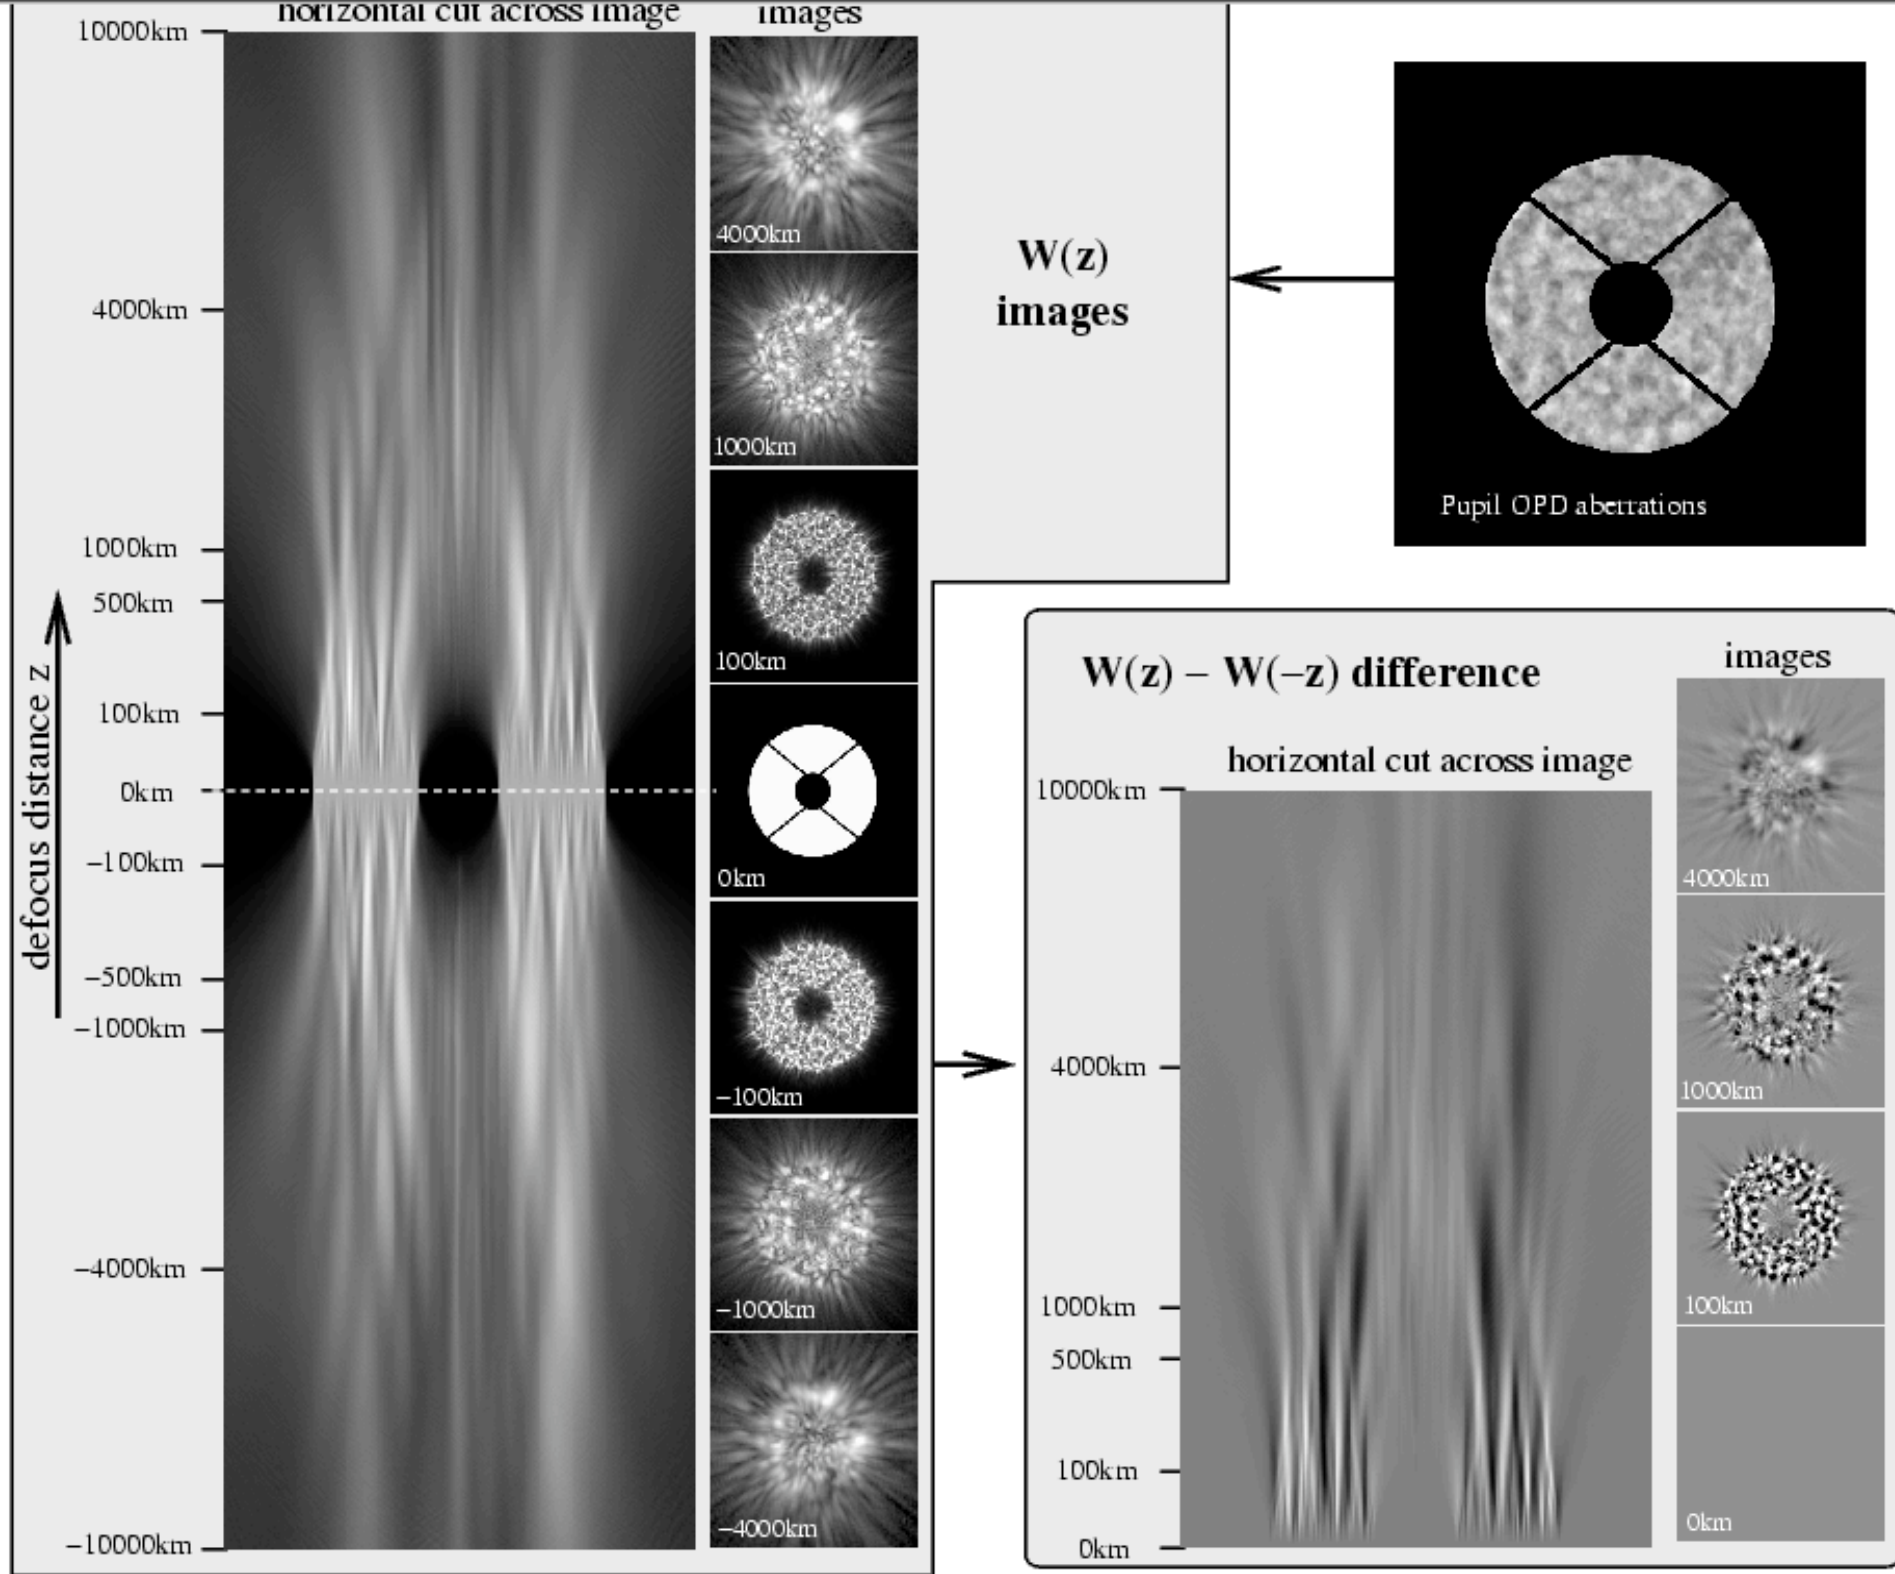 horizontal cut across image
images
10000km
4000km
1000km
500km
100km
0km
−100km
−500km
−1000km
−4000km
−10000km
defocus distance z
4000km
1000km
100km
0km
−100km
−1000km
−4000km
W(z)
images
Pupil OPD aberrations
W(z) − W(−z) difference
images
horizontal cut across image
10000km
4000km
1000km
500km
100km
0km
4000km
1000km
100km
0km